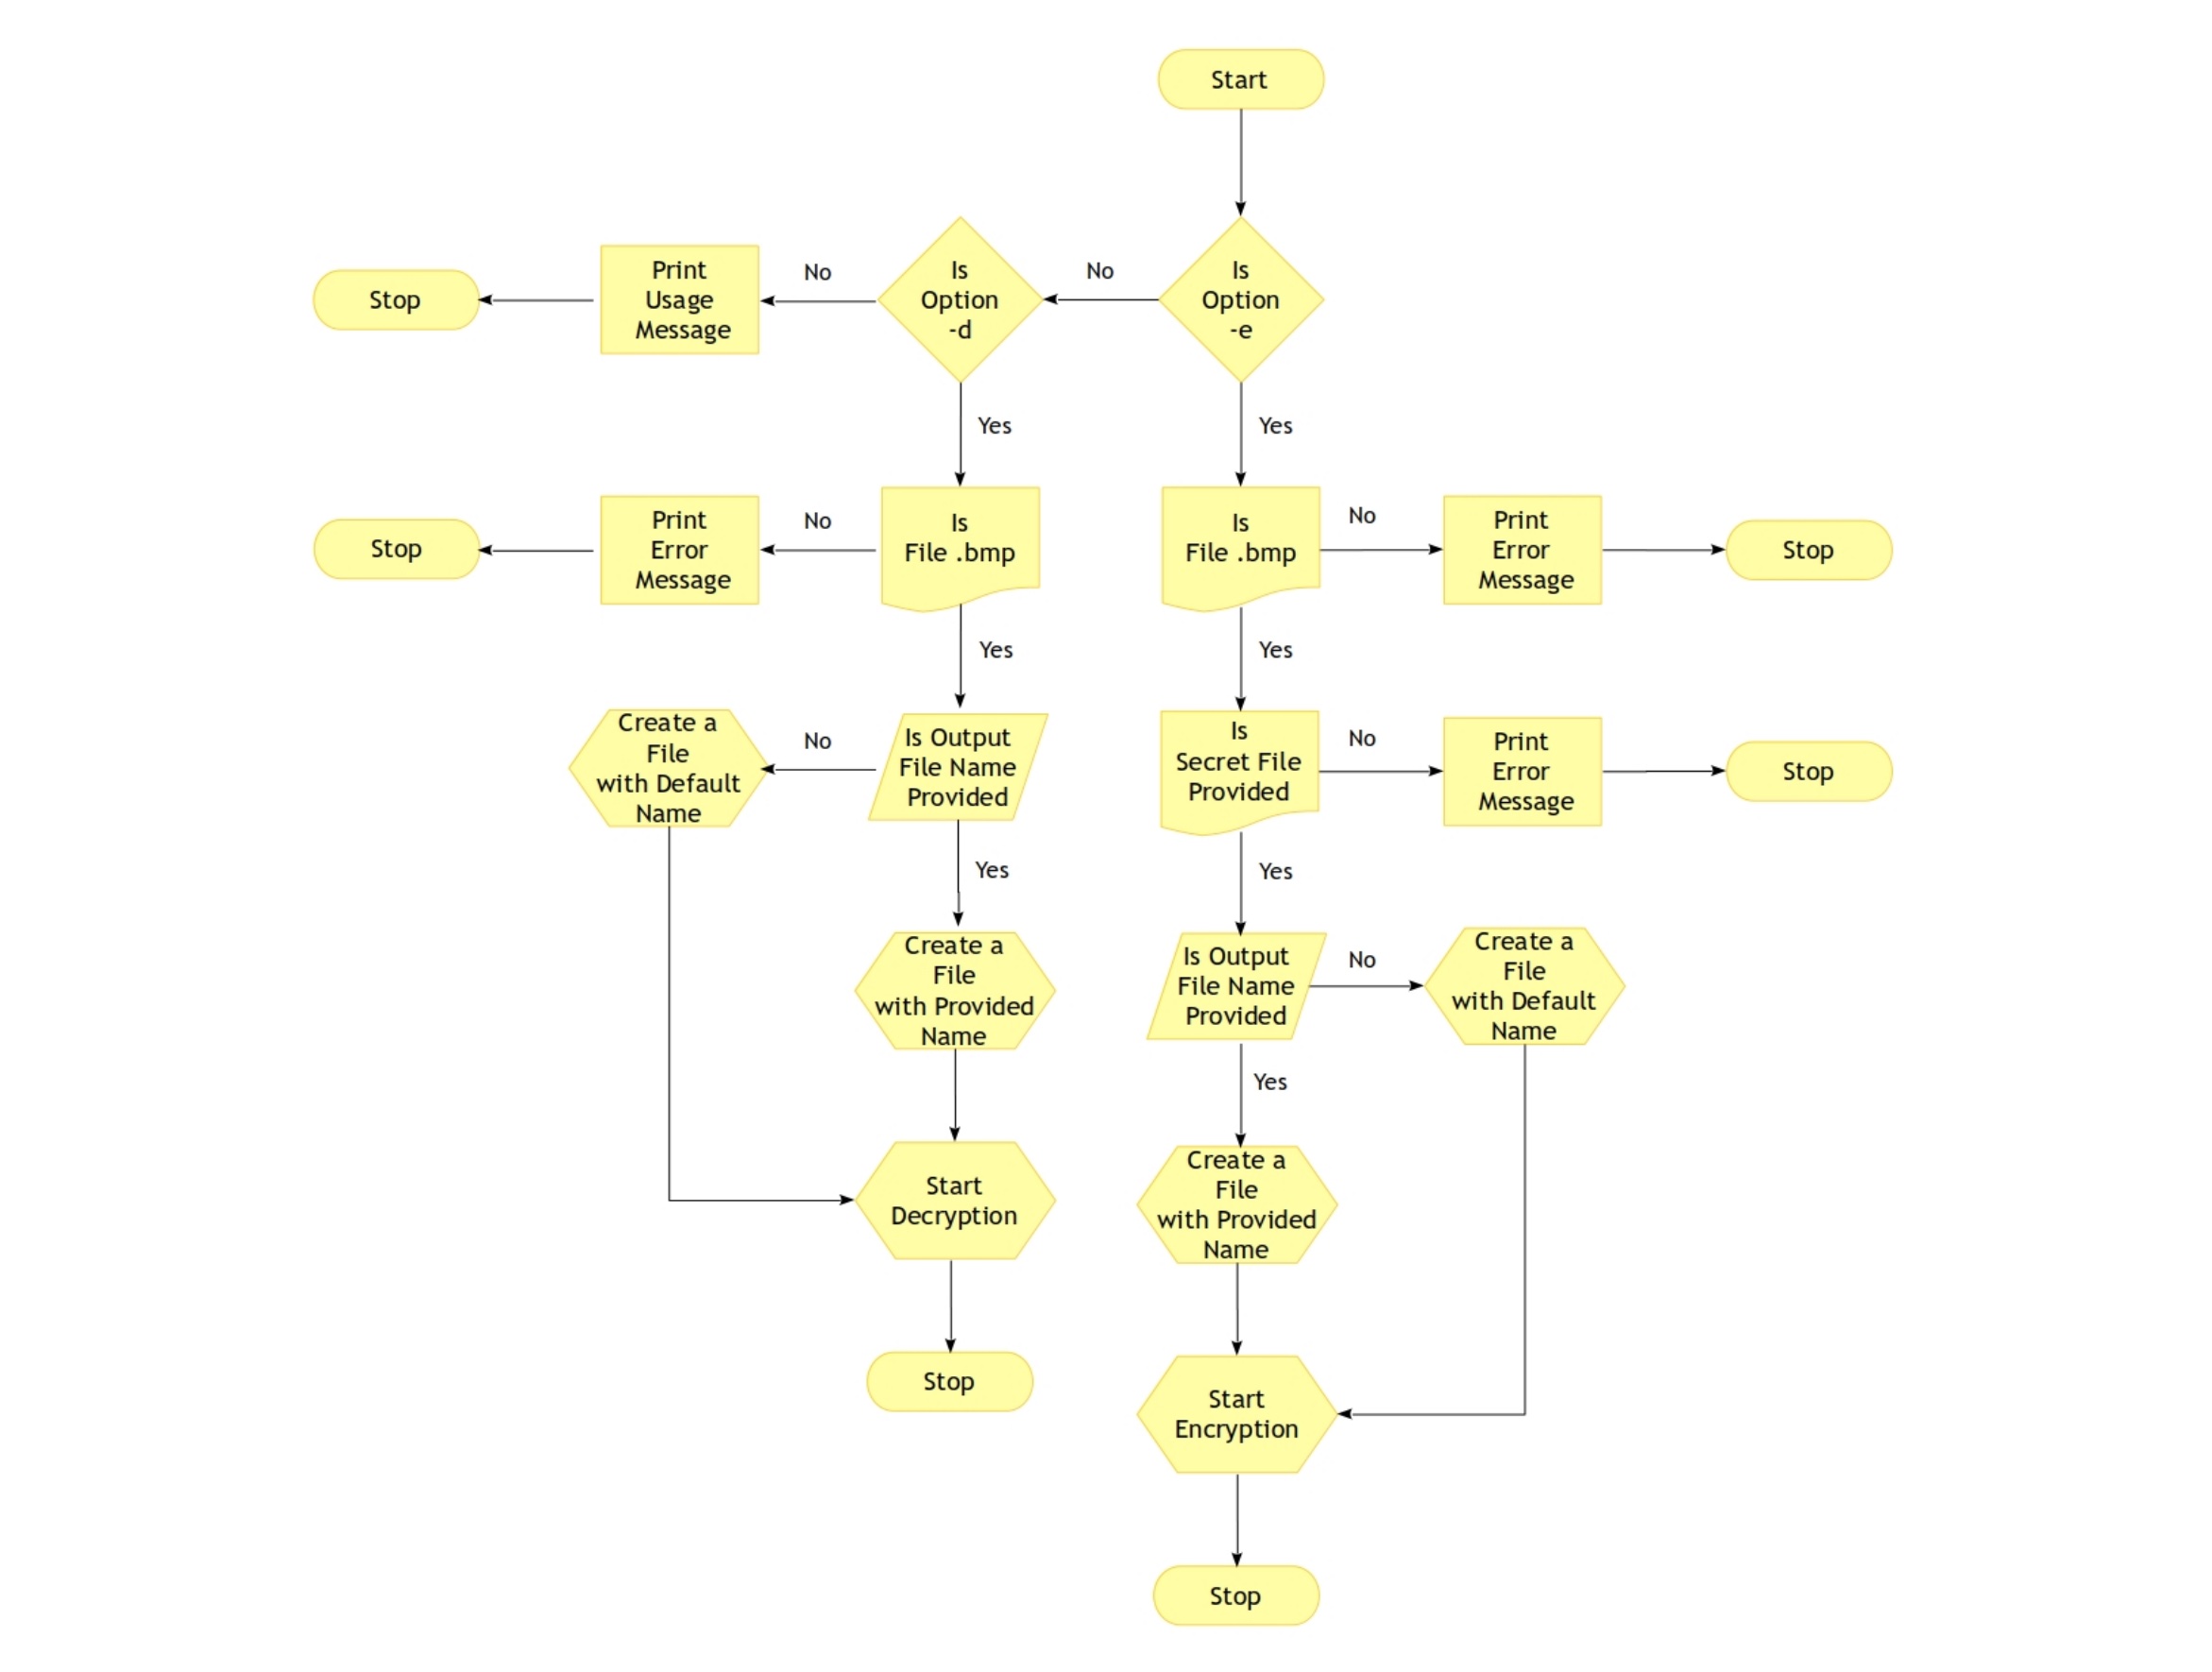 Start
Is
Option
-e
No
Is
Option
-d
No
Print
Usage
Message
Stop
Yes
Yes
Is
File .bmp
No
Print
Error
Message
Stop
Is
File .bmp
No
Print
Error
Message
Stop
Yes
Yes
Is Output
File Name
Provided
No
Create a
File
with Default
Name
Is
Secret File
Provided
No
Print
Error
Message
Stop
Yes
Yes
Create a
File
with Provided
Name
Is Output
File Name
Provided
No
Create a
File
with Default
Name
Yes
Start
Decryption
Create a
File
with Provided
Name
Stop
Start
Encryption
Stop